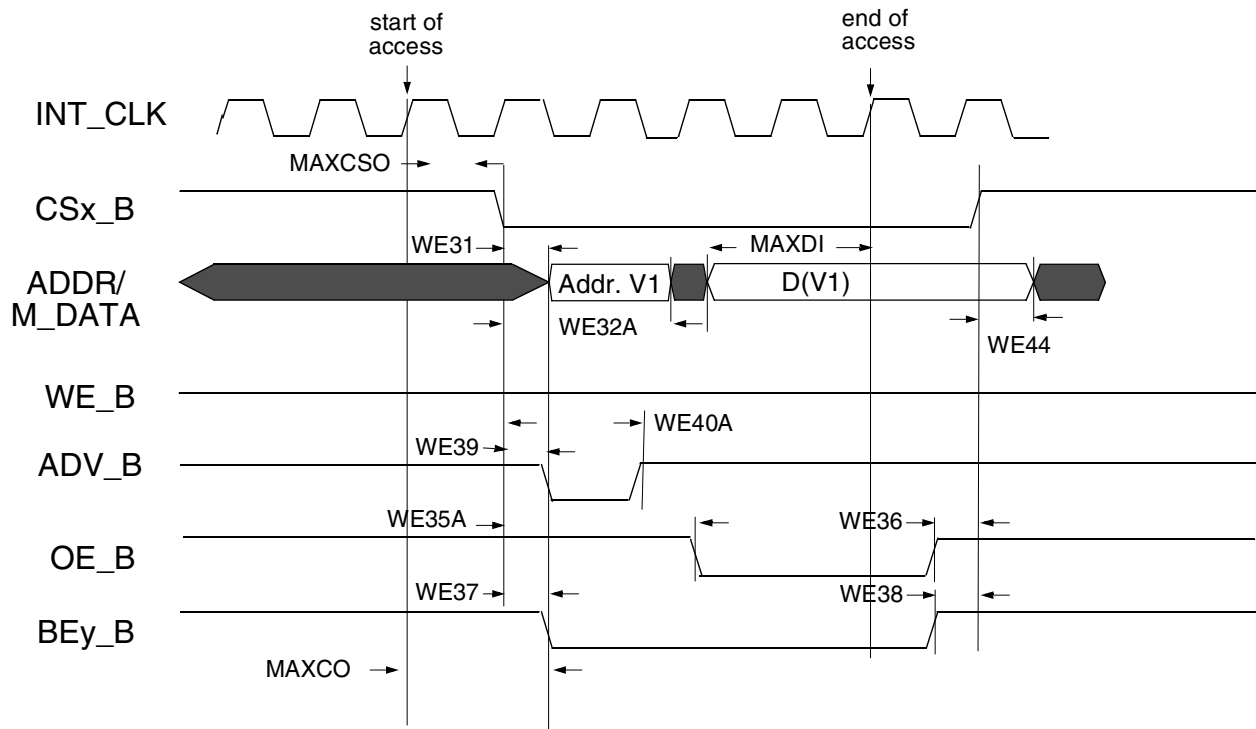 start of
access
end of
access
INT_CLK
MAXCSO
CSx_B
WE31
MAXDI
ADDR/
M_DATA
Addr. V1
D(V1)
WE32A
WE44
WE_B
WE40A
WE39
ADV_B
WE35A
WE36
OE_B
WE37
WE38
BEy_B
MAXCO